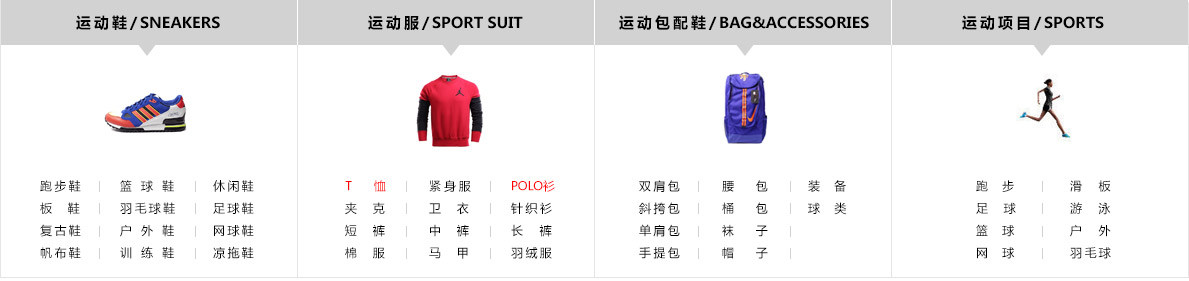 运动鞋/SNEAKERS
运动服/SPORT SUIT
运动包配鞋/BAG&ACCESSORIES
运动项目/SPORTS
跑步鞋 篮球鞋 休闲鞋
板鞋 羽毛球鞋 足球鞋
复古鞋 户外鞋 网球鞋
帆布鞋 训练鞋 凉拖鞋
T恤 紧身服 POLO衫
夹克 卫衣 针织衫
短裤 中裤 长裤
棉服 马甲 羽绒服
双肩包 腰包 装备
斜挎包 桶包 球类
单肩包 袜子
手提包 帽子
跑步 滑板
足球 游泳
篮球 户外
网球 羽毛球